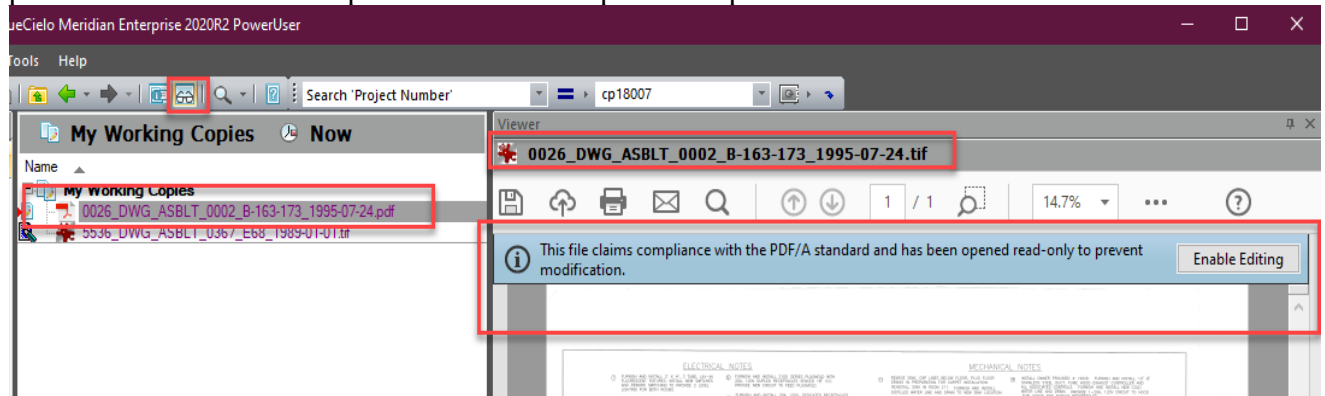 ueCielo Meridian Enterprise 2020R2 PowerUser
Tools Help
Search 'Project Number' cp18007
My Working Copies Now
Viewer
0026_DWG_ASBLT_0002_B-163-173_1995-07-24.tif
Name
My Working Copies
0026_DWG_ASBLT_0002_B-163-173_1995-07-24.pdf
5536_DWG_ASBLT_0367_E68_1989-01-01.tif
1 / 1 14.7%
This file claims compliance with the PDF/A standard and has been opened read-only to prevent
modification.
Enable Editing
ELECTRICAL NOTES
MECHANICAL NOTES